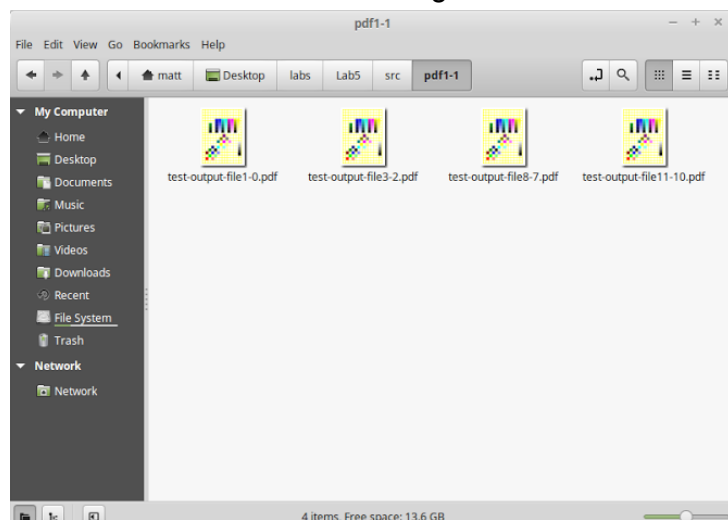 pdf1-1
File Edit View Go Bookmarks Help
matt Desktop labs Lab5 src pdf1-1
My Computer
Home
Desktop
Documents
Music
Pictures
Videos
Downloads
Recent
File System
Trash
Network
Network
test-output-file1-0.pdf test-output-file3-2.pdf test-output-file8-7.pdf test-output-file11-10.pdf
4 items, Free space: 13.6 GB